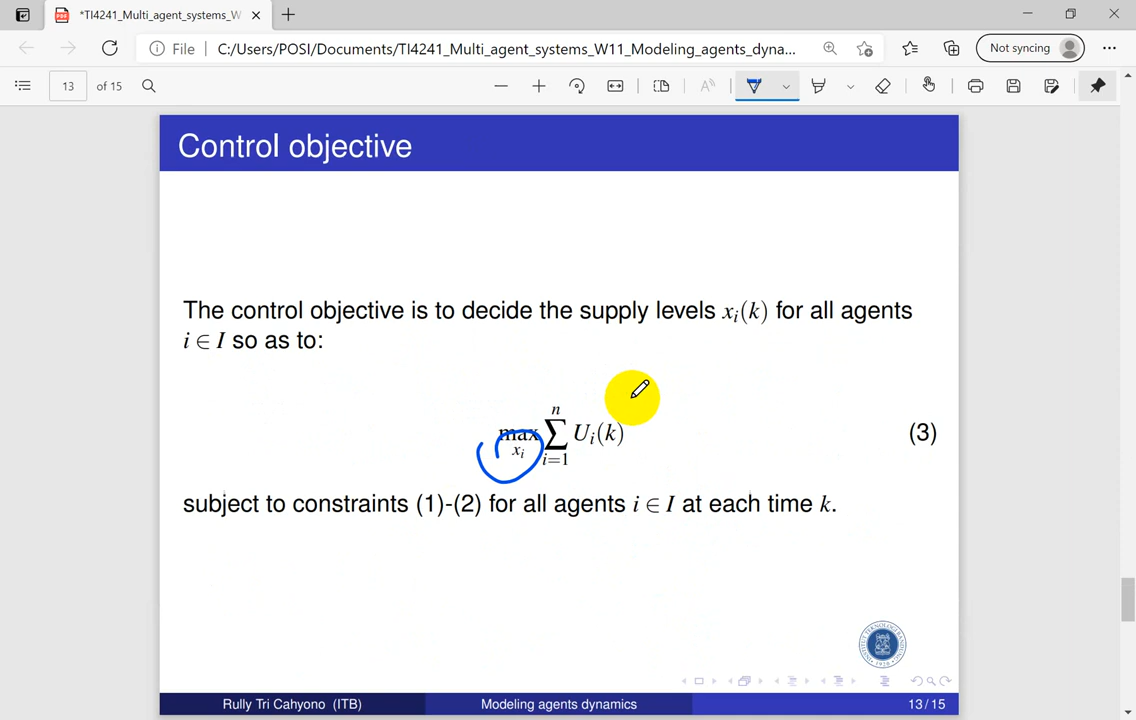 *TI4241_Multi_agent_systems_W
File C:/Users/POSI/Documents/TI4241_Multi_agent_systems_W11_Modeling_agents_dyna...
Not syncing
13 of 15
Control objective
The control objective is to decide the supply levels xᵢ(k) for all agents
i ∈ I so as to:
max_{xᵢ} ∑_{i=1}^{n} Uᵢ(k) (3)
subject to constraints (1)-(2) for all agents i ∈ I at each time k.
Rully Tri Cahyono (ITB) Modeling agents dynamics 13 / 15